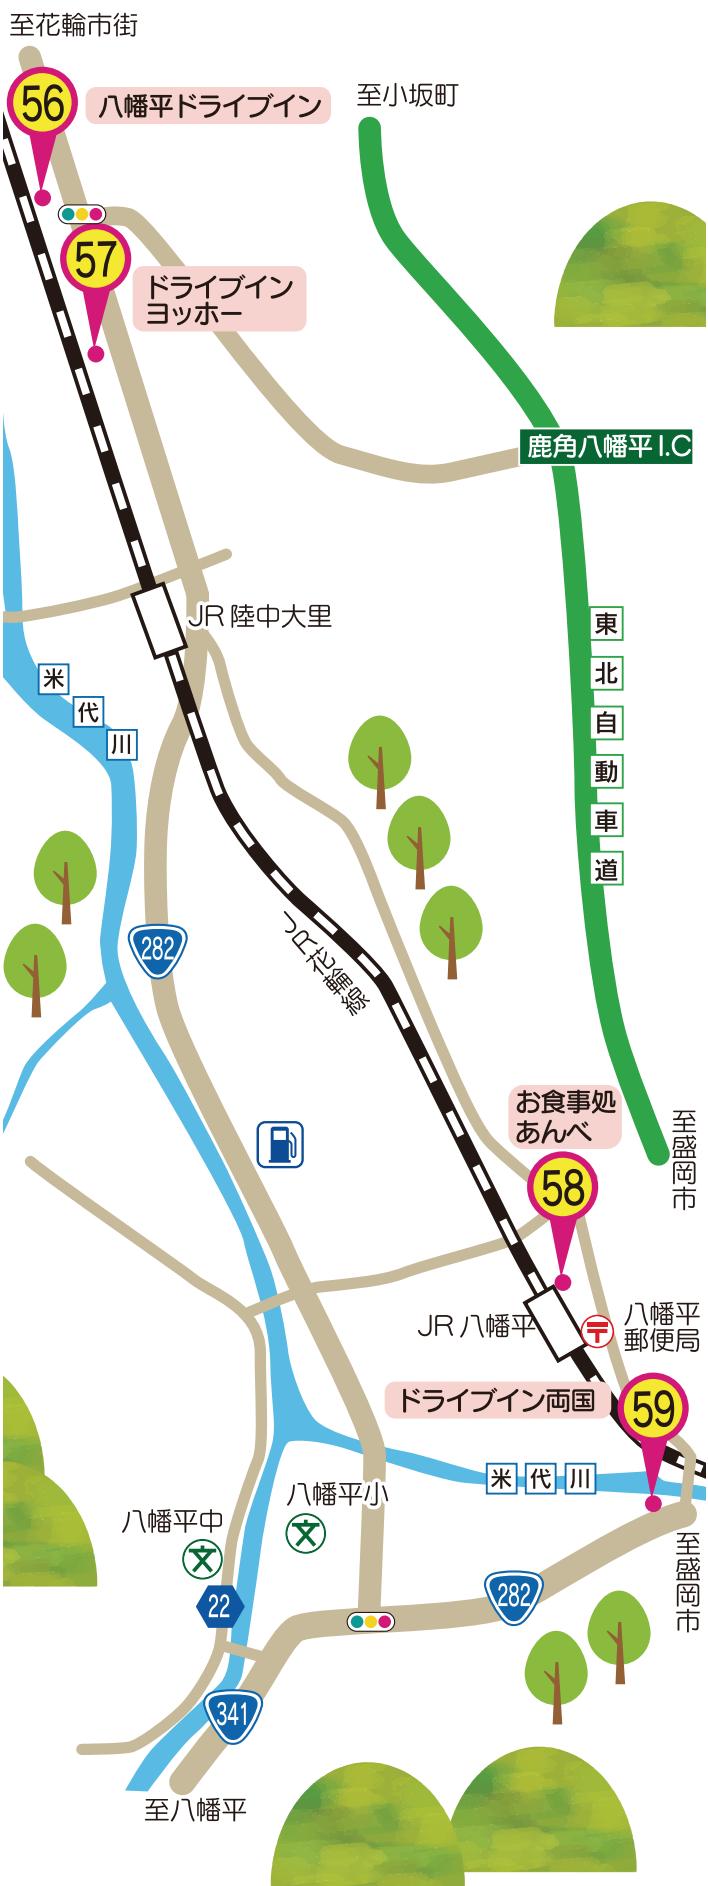 至花輪市街
56
八幡平ドライブイン
至小坂町
57
ドライブイン
ヨッホー
鹿角八幡平I.C
JR陸中大里
東北自動車道
米代川
282
JR花輪線
お食事処
あんべ
至盛岡市
58
JR八幡平
八幡平
郵便局
ドライブイン両国
59
米代川
八幡平小
八幡平中
文
文
至盛岡市
22
282
341
至八幡平